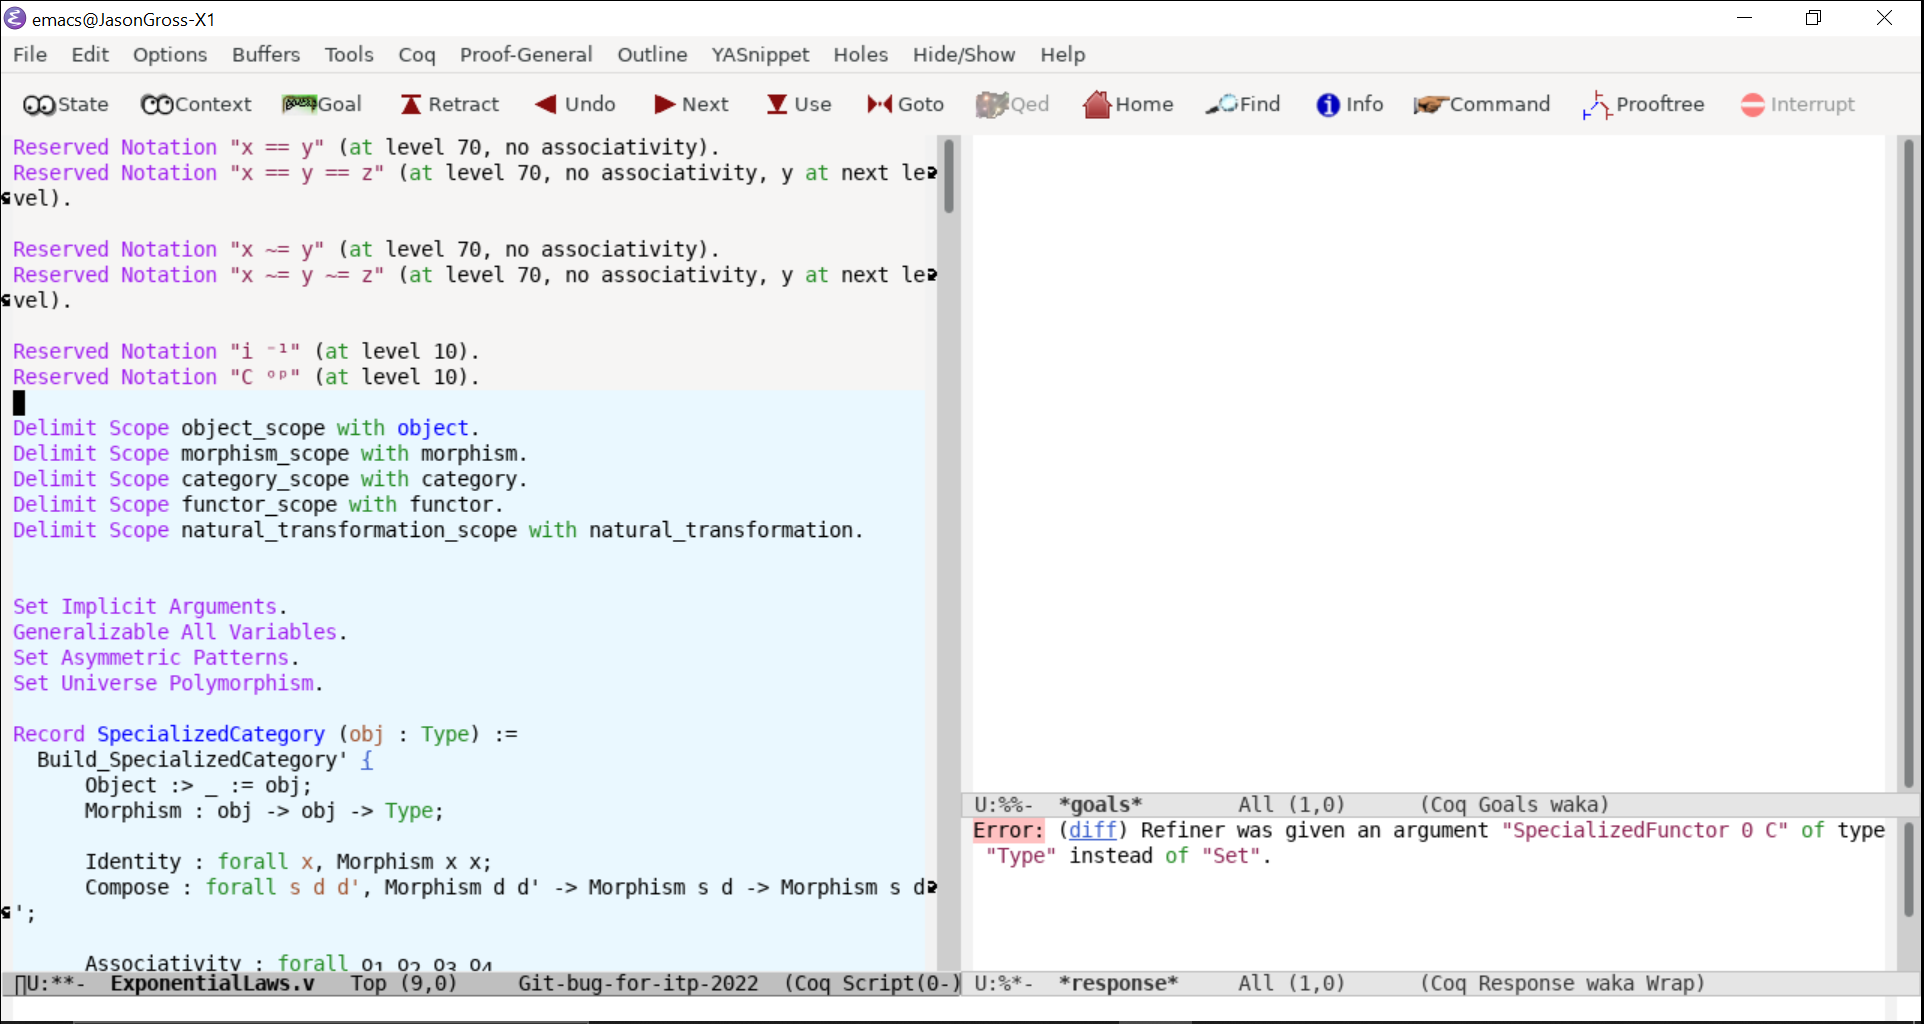 emacs@JasonGross-X1
File Edit Options Buffers Tools Coq Proof-General Outline YASnippet Holes Hide/Show Help
State Context Goal Retract Undo Next Use Goto Qed Home Find Info Command Prooftree Interrupt
Reserved Notation "x == y" (at level 70, no associativity).
Reserved Notation "x == y == z" (at level 70, no associativity, y at next le
vel).
Reserved Notation "x ~= y" (at level 70, no associativity).
Reserved Notation "x ~= y ~= z" (at level 70, no associativity, y at next le
vel).
Reserved Notation "i ⁻¹" (at level 10).
Reserved Notation "C ᵒᵖ" (at level 10).
Delimit Scope object_scope with object.
Delimit Scope morphism_scope with morphism.
Delimit Scope category_scope with category.
Delimit Scope functor_scope with functor.
Delimit Scope natural_transformation_scope with natural_transformation.
Set Implicit Arguments.
Generalizable All Variables.
Set Asymmetric Patterns.
Set Universe Polymorphism.
Record SpecializedCategory (obj : Type) :=
Build_SpecializedCategory' {
Object :> _ := obj;
Morphism : obj -> obj -> Type;
Identity : forall x, Morphism x x;
Compose : forall s d d', Morphism d d' -> Morphism s d -> Morphism s d
';
Associativity : forall o₁ o₂ o₃ o₄
U:**-  ExponentialLaws.v   Top (9,0)     Git-bug-for-itp-2022  (Coq Script(0-)
U:%%-  *goals*        All (1,0)      (Coq Goals waka)
Error: (diff) Refiner was given an argument "SpecializedFunctor 0 C" of type
"Type" instead of "Set".
U:%*-  *response*     All (1,0)      (Coq Response waka Wrap)